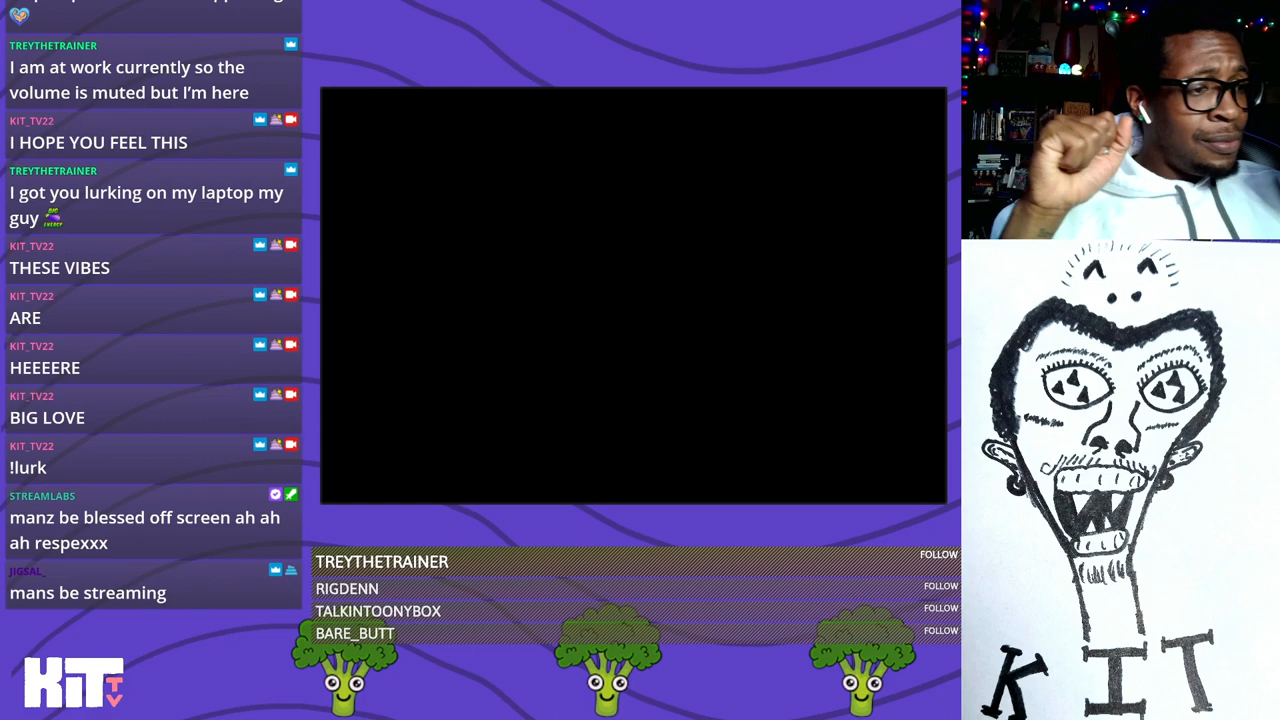 TREYTHETRAINER
I am at work currently so the
volume is muted but I'm here
KIT_TV22
I HOPE YOU FEEL THIS
TREYTHETRAINER
I got you lurking on my laptop my
guy
KIT_TV22
THESE VIBES
KIT_TV22
ARE
KIT_TV22
HEEEERE
KIT_TV22
BIG LOVE
KIT_TV22
!lurk
STREAMLABS
manz be blessed off screen ah ah
ah respexxx
JIGSAL_
mans be streaming
TREYTHETRAINER FOLLOW
RIGDENN FOLLOW
TALKINTOONYBOX FOLLOW
BARE_BUTT FOLLOW
KIT TV
KIT